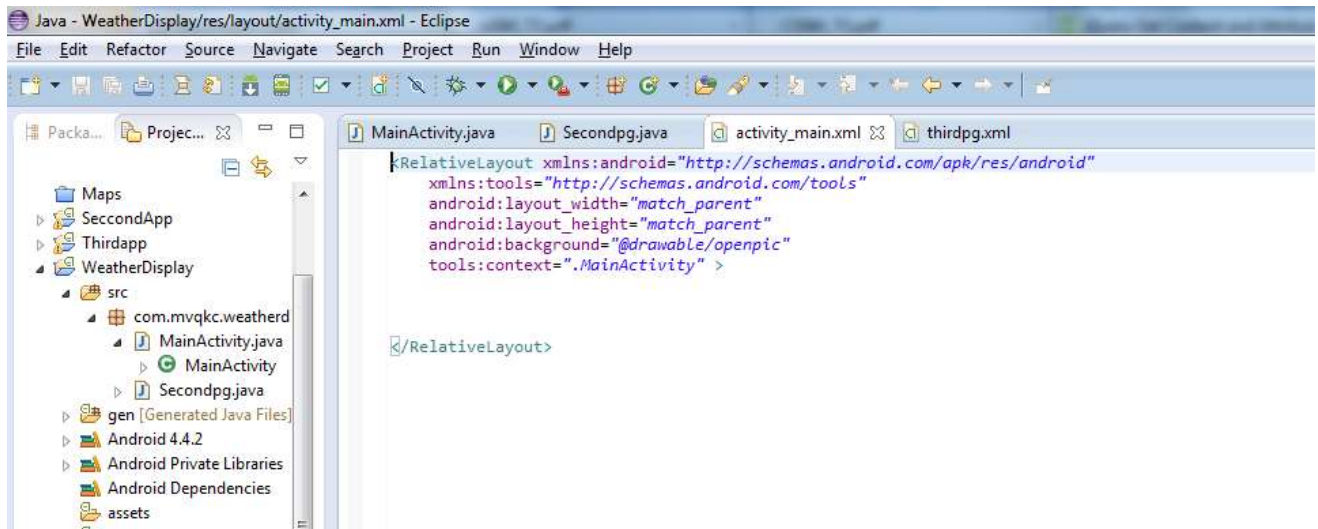 Java - WeatherDisplay/res/layout/activity_main.xml - Eclipse
File Edit Refactor Source Navigate Search Project Run Window Help
Packa... Projec...
MainActivity.java Secondpg.java activity_main.xml thirdpg.xml
Maps
SeccondApp
Thirdapp
WeatherDisplay
src
com.mvqkc.weatherd
MainActivity.java
MainActivity
Secondpg.java
gen [Generated Java Files]
Android 4.4.2
Android Private Libraries
Android Dependencies
assets
<RelativeLayout xmlns:android="http://schemas.android.com/apk/res/android"
xmlns:tools="http://schemas.android.com/tools"
android:layout_width="match_parent"
android:layout_height="match_parent"
android:background="@drawable/openpic"
tools:context=".MainActivity" >
</RelativeLayout>